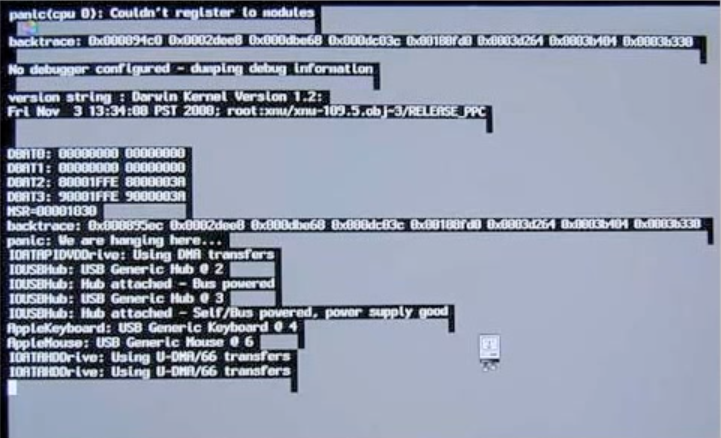 panic(cpu 0): Couldn't register lo modules
backtrace: 0x000894c0 0x0002dee8 0x000dbe68 0x000dc03c 0x00188fd0 0x0003d264 0x0003b404 0x0003b330
No debugger configured - dumping debug information
version string : Darwin Kernel Version 1.2:
Fri Nov 3 13:34:08 PST 2000; root:xnu/xnu-109.5.obj-3/RELEASE_PPC
DBAT0: 00000000 00000000
DBAT1: 00000000 00000000
DBAT2: 80001FFE 8000003A
DBAT3: 90001FFE 9000003A
MSR=00001030
backtrace: 0x000895ec 0x0002dee8 0x000dbe68 0x000dc03c 0x00188fd0 0x0003d264 0x0003b404 0x0003b330
panic: We are hanging here...
IOATAPIDVDDrive: Using DMA transfers
IOUSBHub: USB Generic Hub @ 2
IOUSBHub: Hub attached - Bus powered
IOUSBHub: USB Generic Hub @ 3
IOUSBHub: Hub attached - Self/Bus powered, power supply good
AppleKeyboard: USB Generic Keyboard @ 4
AppleMouse: USB Generic Mouse @ 6
IOATAHDDrive: Using U-DMA/66 transfers
IOATAHDDrive: Using U-DMA/66 transfers